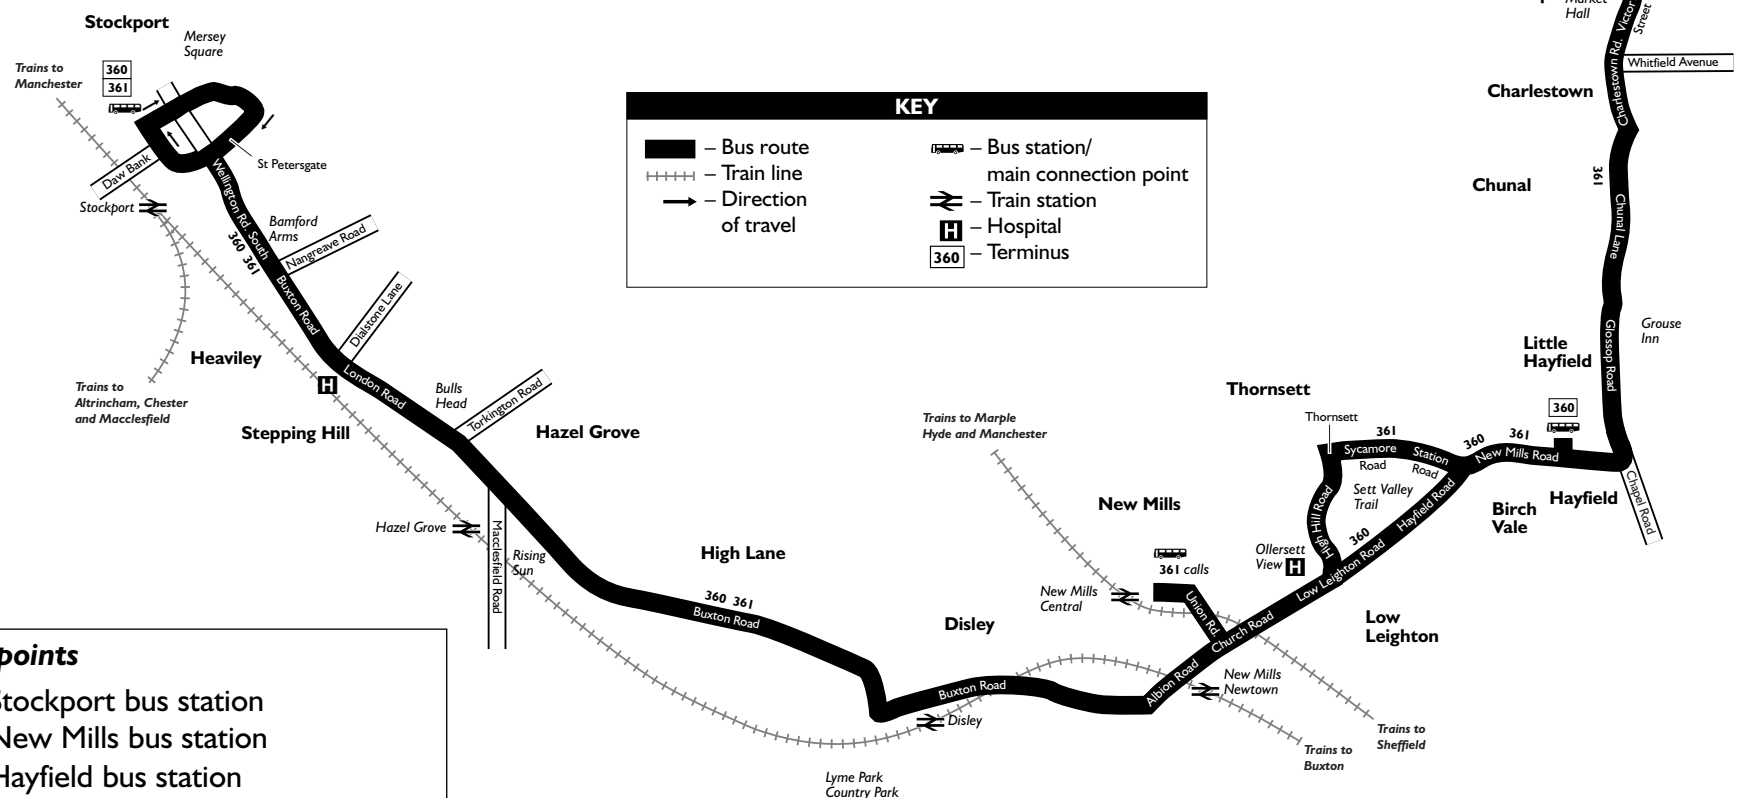 Stockport
Mersey
Square
Trains to
Manchester
360
361
Daw Bank
St Petersgate
Stockport
Wellington Rd. South
360 361
Bamford
Arms
Nangreave Road
Buxton Road
Dialstone Lane
Heaviley
Trains to
Altrincham, Chester
and Macclesfield
H
London Road
Stepping Hill
Bulls
Head
Torkington Road
Hazel Grove
Hazel Grove
Macclesfield Road
Rising
Sun
High Lane
360 361
Buxton Road
Disley
Buxton Road
Disley
Lyme Park
Country Park
KEY
– Bus route
– Train line
– Direction
of travel
– Bus station/
main connection point
– Train station
H – Hospital
360 – Terminus
Trains to Marple
Hyde and Manchester
New Mills
361 calls
New Mills
Central
Union Rd.
Albion Road
Church Road
New Mills
Newtown
Trains to
Sheffield
Trains to
Buxton
Low
Leighton
Low Leighton Road
360
Hayfield Road
Ollersett
View H
High Hill Road
Thornsett
Thornsett
361
Sycamore
Road
Station
Road
Sett Valley
Trail
360 361
New Mills Road
360
Birch
Vale
Hayfield
Chapel Road
Little
Hayfield
Glossop Road
Grouse
Inn
Chunal
361
Chunal Lane
Charlestown
Charlestown Rd.
Whitfield Avenue
Victor
Street
Market
Hall
points
Stockport bus station
New Mills bus station
Hayfield bus station